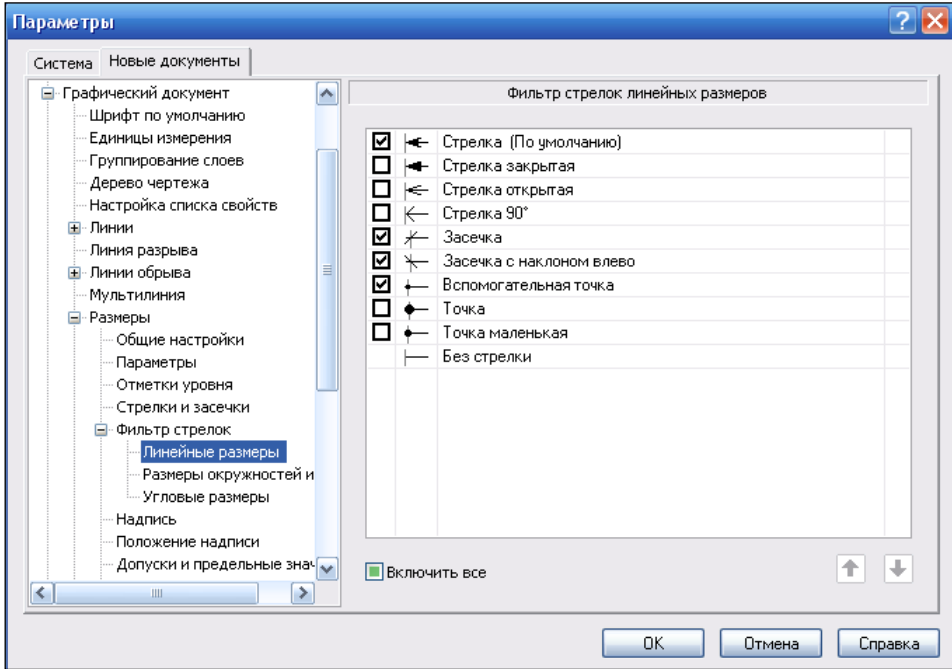 Параметры
Система
Новые документы
Графический документ
Шрифт по умолчанию
Единицы измерения
Группирование слоев
Дерево чертежа
Настройка списка свойств
Линии
Линия разрыва
Линии обрыва
Мультилиния
Размеры
Общие настройки
Параметры
Отметки уровня
Стрелки и засечки
Фильтр стрелок
Линейные размеры
Размеры окружностей и
Угловые размеры
Надпись
Положение надписи
Допуски и предельные знач
Фильтр стрелок линейных размеров
Стрелка (По умолчанию)
Стрелка закрытая
Стрелка открытая
Стрелка 90°
Засечка
Засечка с наклоном влево
Вспомогательная точка
Точка
Точка маленькая
Без стрелки
Включить все
OK
Отмена
Справка